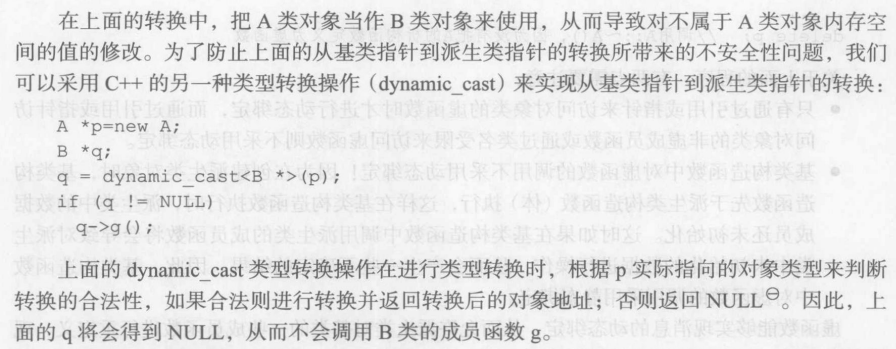 在上面的转换中，把 A 类对象当作 B 类对象来使用，从而导致对不属于 A 类对象内存空
间的值的修改。为了防止上面的从基类指针到派生类指针的转换所带来的不安全性问题，我们
可以采用 C++ 的另一种类型转换操作（dynamic_cast）来实现从基类指针到派生类指针的转换：
A *p=new A;
B *q;
q = dynamic_cast<B *>(p);
if (q != NULL)
q->g();
上面的 dynamic_cast 类型转换操作在进行类型转换时，根据 p 实际指向的对象类型来判断
转换的合法性，如果合法则进行转换并返回转换后的对象地址；否则返回 NULL⊖。因此，上
面的 q 将会得到 NULL，从而不会调用 B 类的成员函数 g。